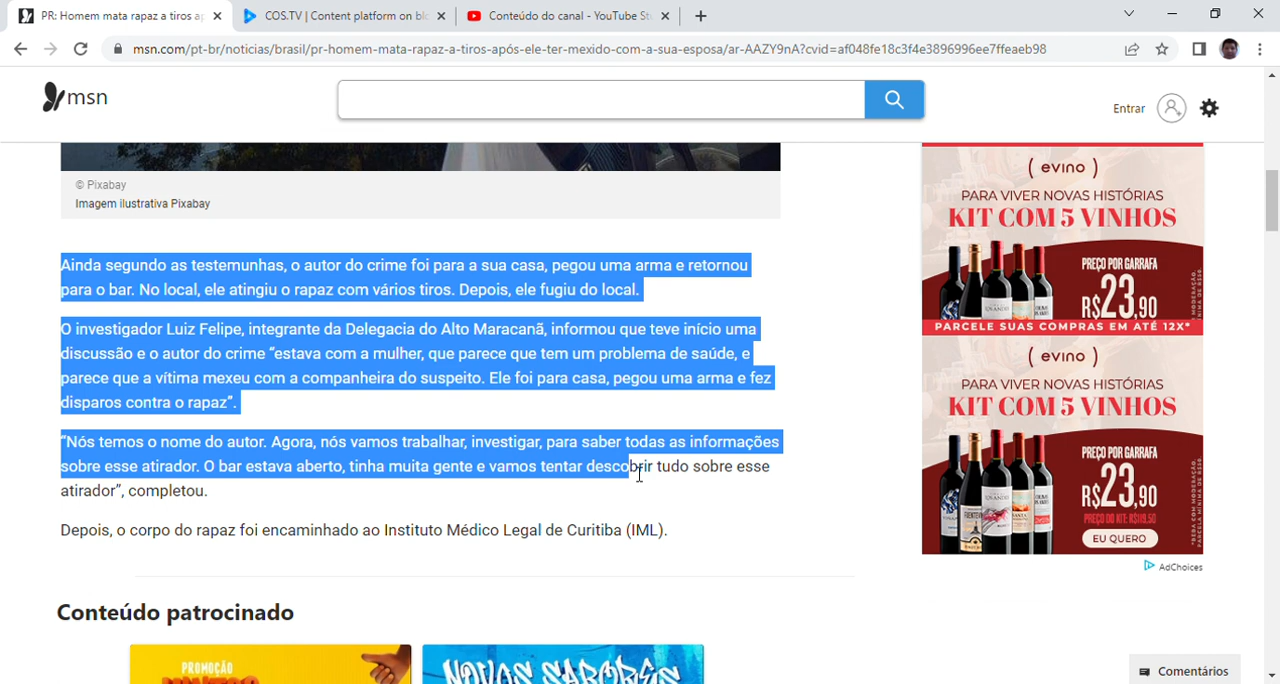 PR: Homem mata rapaz a tiros ap
COS.TV | Content platform on blo
Conteúdo do canal - YouTube St
msn.com/pt-br/noticias/brasil/pr-homem-mata-rapaz-a-tiros-após-ele-ter-mexido-com-a-sua-esposa/ar-AAZY9nA?cvid=af048fe18c3f4e3896996ee7ffeaeb98
msn
Entrar
© Pixabay
Imagem ilustrativa Pixabay
Ainda segundo as testemunhas, o autor do crime foi para a sua casa, pegou uma arma e retornou
para o bar. No local, ele atingiu o rapaz com vários tiros. Depois, ele fugiu do local.
O investigador Luiz Felipe, integrante da Delegacia do Alto Maracanã, informou que teve início uma
discussão e o autor do crime “estava com a mulher, que parece que tem um problema de saúde, e
parece que a vítima mexeu com a companheira do suspeito. Ele foi para casa, pegou uma arma e fez
disparos contra o rapaz”.
“Nós temos o nome do autor. Agora, nós vamos trabalhar, investigar, para saber todas as informações
sobre esse atirador. O bar estava aberto, tinha muita gente e vamos tentar descobrir tudo sobre esse
atirador”, completou.
Depois, o corpo do rapaz foi encaminhado ao Instituto Médico Legal de Curitiba (IML).
Conteúdo patrocinado
PROMOÇÃO
NOVOS SABORES
( evino )
PARA VIVER NOVAS HISTÓRIAS
KIT COM 5 VINHOS
PREÇO POR GARRAFA
R$23,90
PARCELE SUAS COMPRAS EM ATÉ 12X*
( evino )
PARA VIVER NOVAS HISTÓRIAS
KIT COM 5 VINHOS
PREÇO POR GARRAFA
R$23,90
PREÇO DO KIT: R$119,50
EU QUERO
AdChoices
Comentários